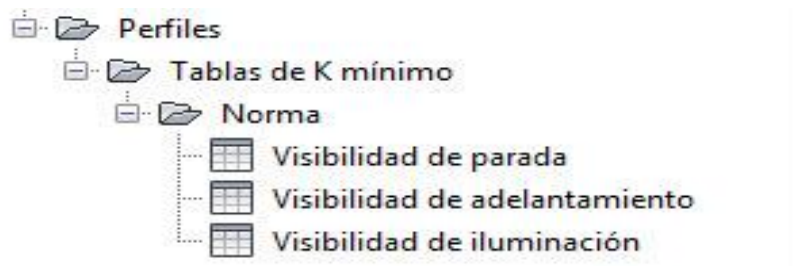 Perfiles
Tablas de K mínimo
Norma
Visibilidad de parada
Visibilidad de adelantamiento
Visibilidad de iluminación